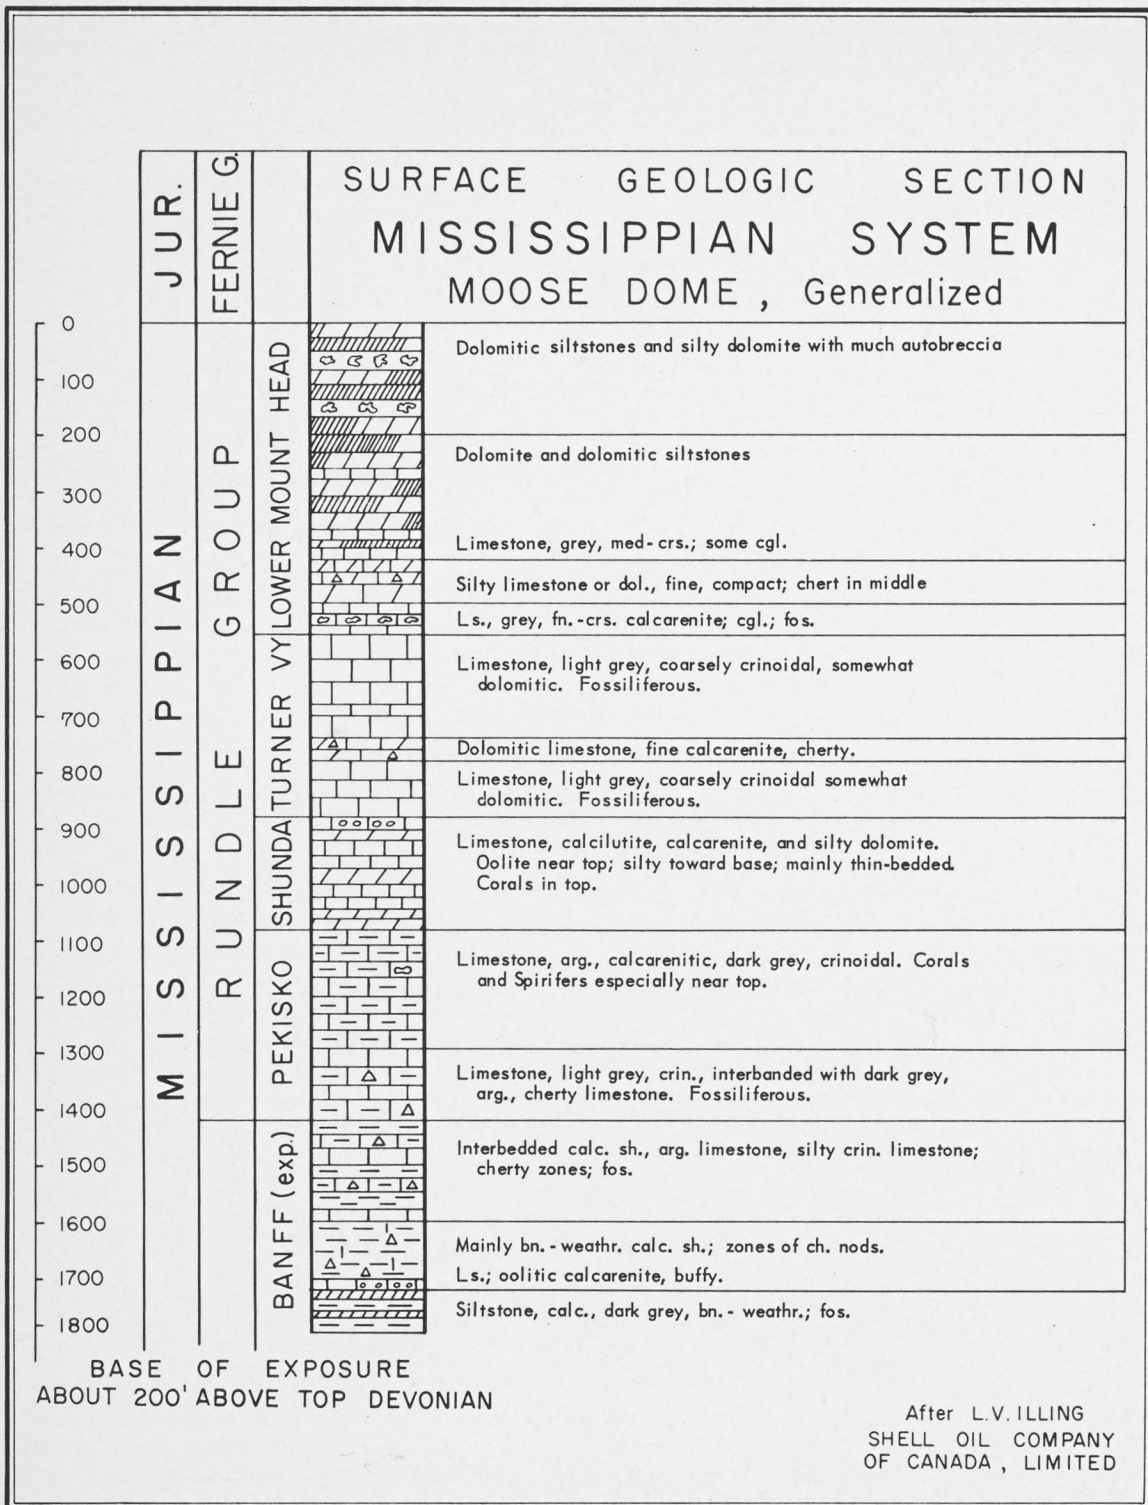 JUR.
FERNIE G.
SURFACE GEOLOGIC SECTION
MISSISSIPPIAN SYSTEM
MOOSE DOME, Generalized
0
100
200
300
400
500
600
700
800
900
1000
1100
1200
1300
1400
1500
1600
1700
1800
MISSISSIPPIAN
RUNDLE GROUP
LOWER MOUNT HEAD
TURNER VY
SHUNDA
PEKISKO
BANFF (exp.)
Dolomitic siltstones and silty dolomite with much autobreccia
Dolomite and dolomitic siltstones
Limestone, grey, med-crs.; some cgl.
Silty limestone or dol., fine, compact; chert in middle
Ls., grey, fn.-crs. calcarenite; cgl.; fos.
Limestone, light grey, coarsely crinoidal, somewhat
dolomitic. Fossiliferous.
Dolomitic limestone, fine calcarenite, cherty.
Limestone, light grey, coarsely crinoidal somewhat
dolomitic. Fossiliferous.
Limestone, calcilutite, calcarenite, and silty dolomite.
Oolite near top; silty toward base; mainly thin-bedded.
Corals in top.
Limestone, arg., calcarenitic, dark grey, crinoidal. Corals
and Spirifers especially near top.
Limestone, light grey, crin., interbanded with dark grey,
arg., cherty limestone. Fossiliferous.
Interbedded calc. sh., arg. limestone, silty crin. limestone;
cherty zones; fos.
Mainly bn.-weathr. calc. sh.; zones of ch. nods.
Ls.; oolitic calcarenite, buffy.
Siltstone, calc., dark grey, bn.-weathr.; fos.
BASE OF EXPOSURE
ABOUT 200' ABOVE TOP DEVONIAN
After L.V. ILLING
SHELL OIL COMPANY
OF CANADA, LIMITED